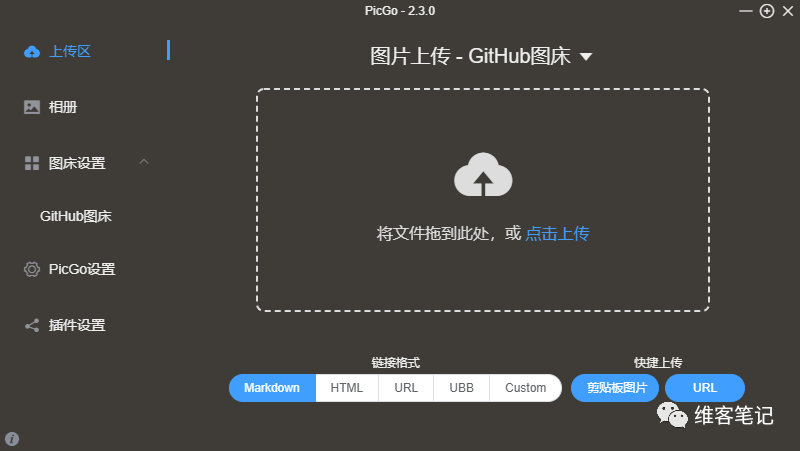 PicGo - 2.3.0
上传区
相册
图床设置
GitHub图床
PicGo设置
插件设置
图片上传 - GitHub图床
将文件拖到此处，或 点击上传
链接格式
Markdown HTML URL UBB Custom
快捷上传
剪贴板图片 URL
维客笔记